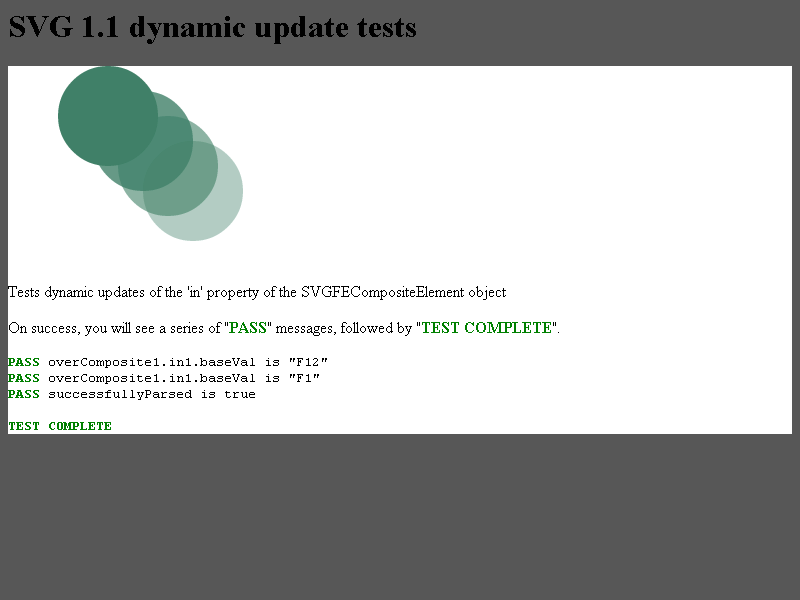 SVG 1.1 dynamic update tests
Tests dynamic updates of the 'in' property of the SVGFECompositeElement object
On success, you will see a series of "PASS" messages, followed by "TEST COMPLETE".
PASS overComposite1.in1.baseVal is "F12"
PASS overComposite1.in1.baseVal is "F1"
PASS successfullyParsed is true
TEST COMPLETE